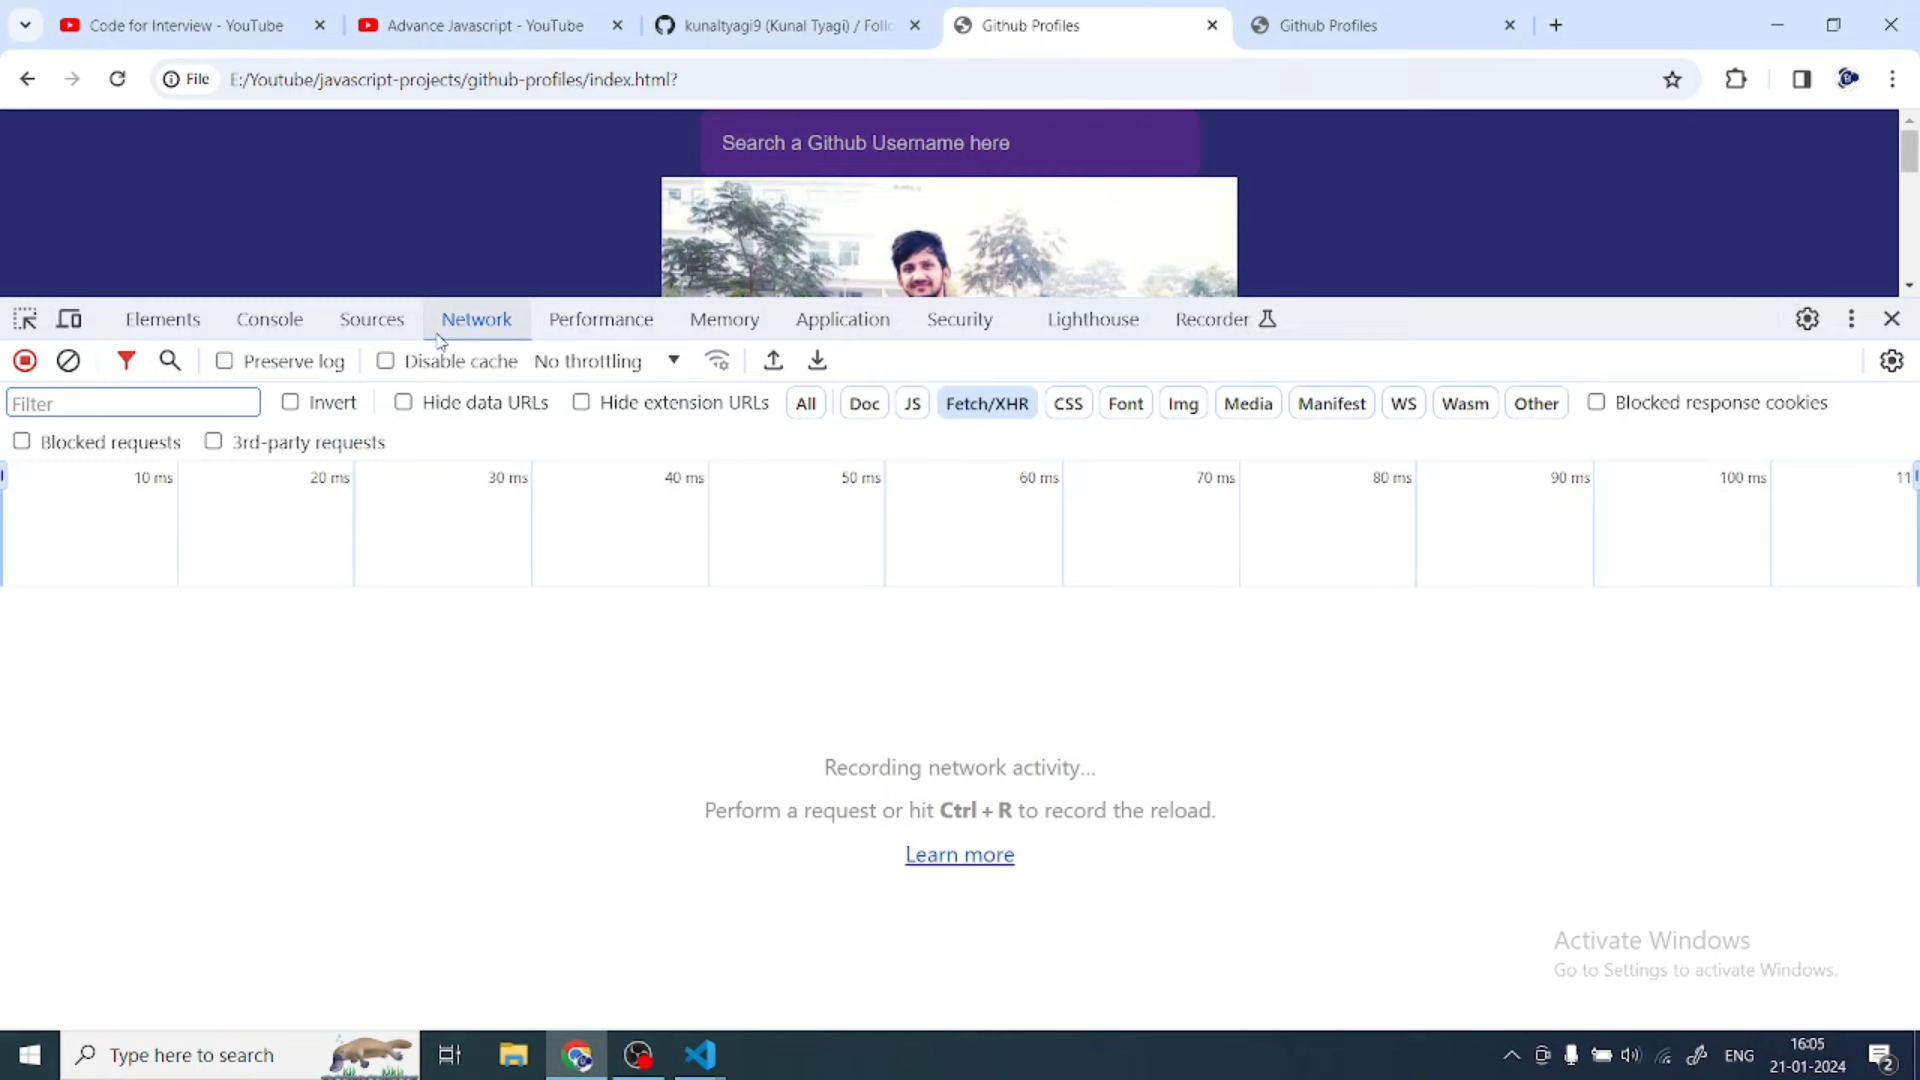 Code for Interview - YouTube
Advance Javascript - YouTube
kunaltyagi9 (Kunal Tyagi) / Follo
Github Profiles
Github Profiles
File
E:/Youtube/javascript-projects/github-profiles/index.html?
Search a Github Username here
Elements
Console
Sources
Network
Performance
Memory
Application
Security
Lighthouse
Recorder
Preserve log
Disable cache
No throttling
Filter
Invert
Hide data URLs
Hide extension URLs
All
Doc
JS
Fetch/XHR
CSS
Font
Img
Media
Manifest
WS
Wasm
Other
Blocked response cookies
Blocked requests
3rd-party requests
10 ms
20 ms
30 ms
40 ms
50 ms
60 ms
70 ms
80 ms
90 ms
100 ms
11
Recording network activity...
Perform a request or hit Ctrl + R to record the reload.
Learn more
Activate Windows
Go to Settings to activate Windows.
Type here to search
ENG
16:05
21-01-2024
2